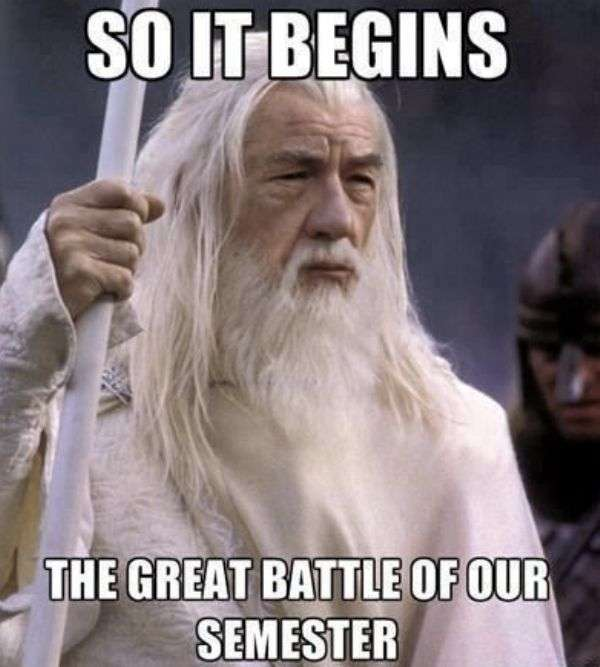 SO IT BEGINS
THE GREAT BATTLE OF OUR
SEMESTER